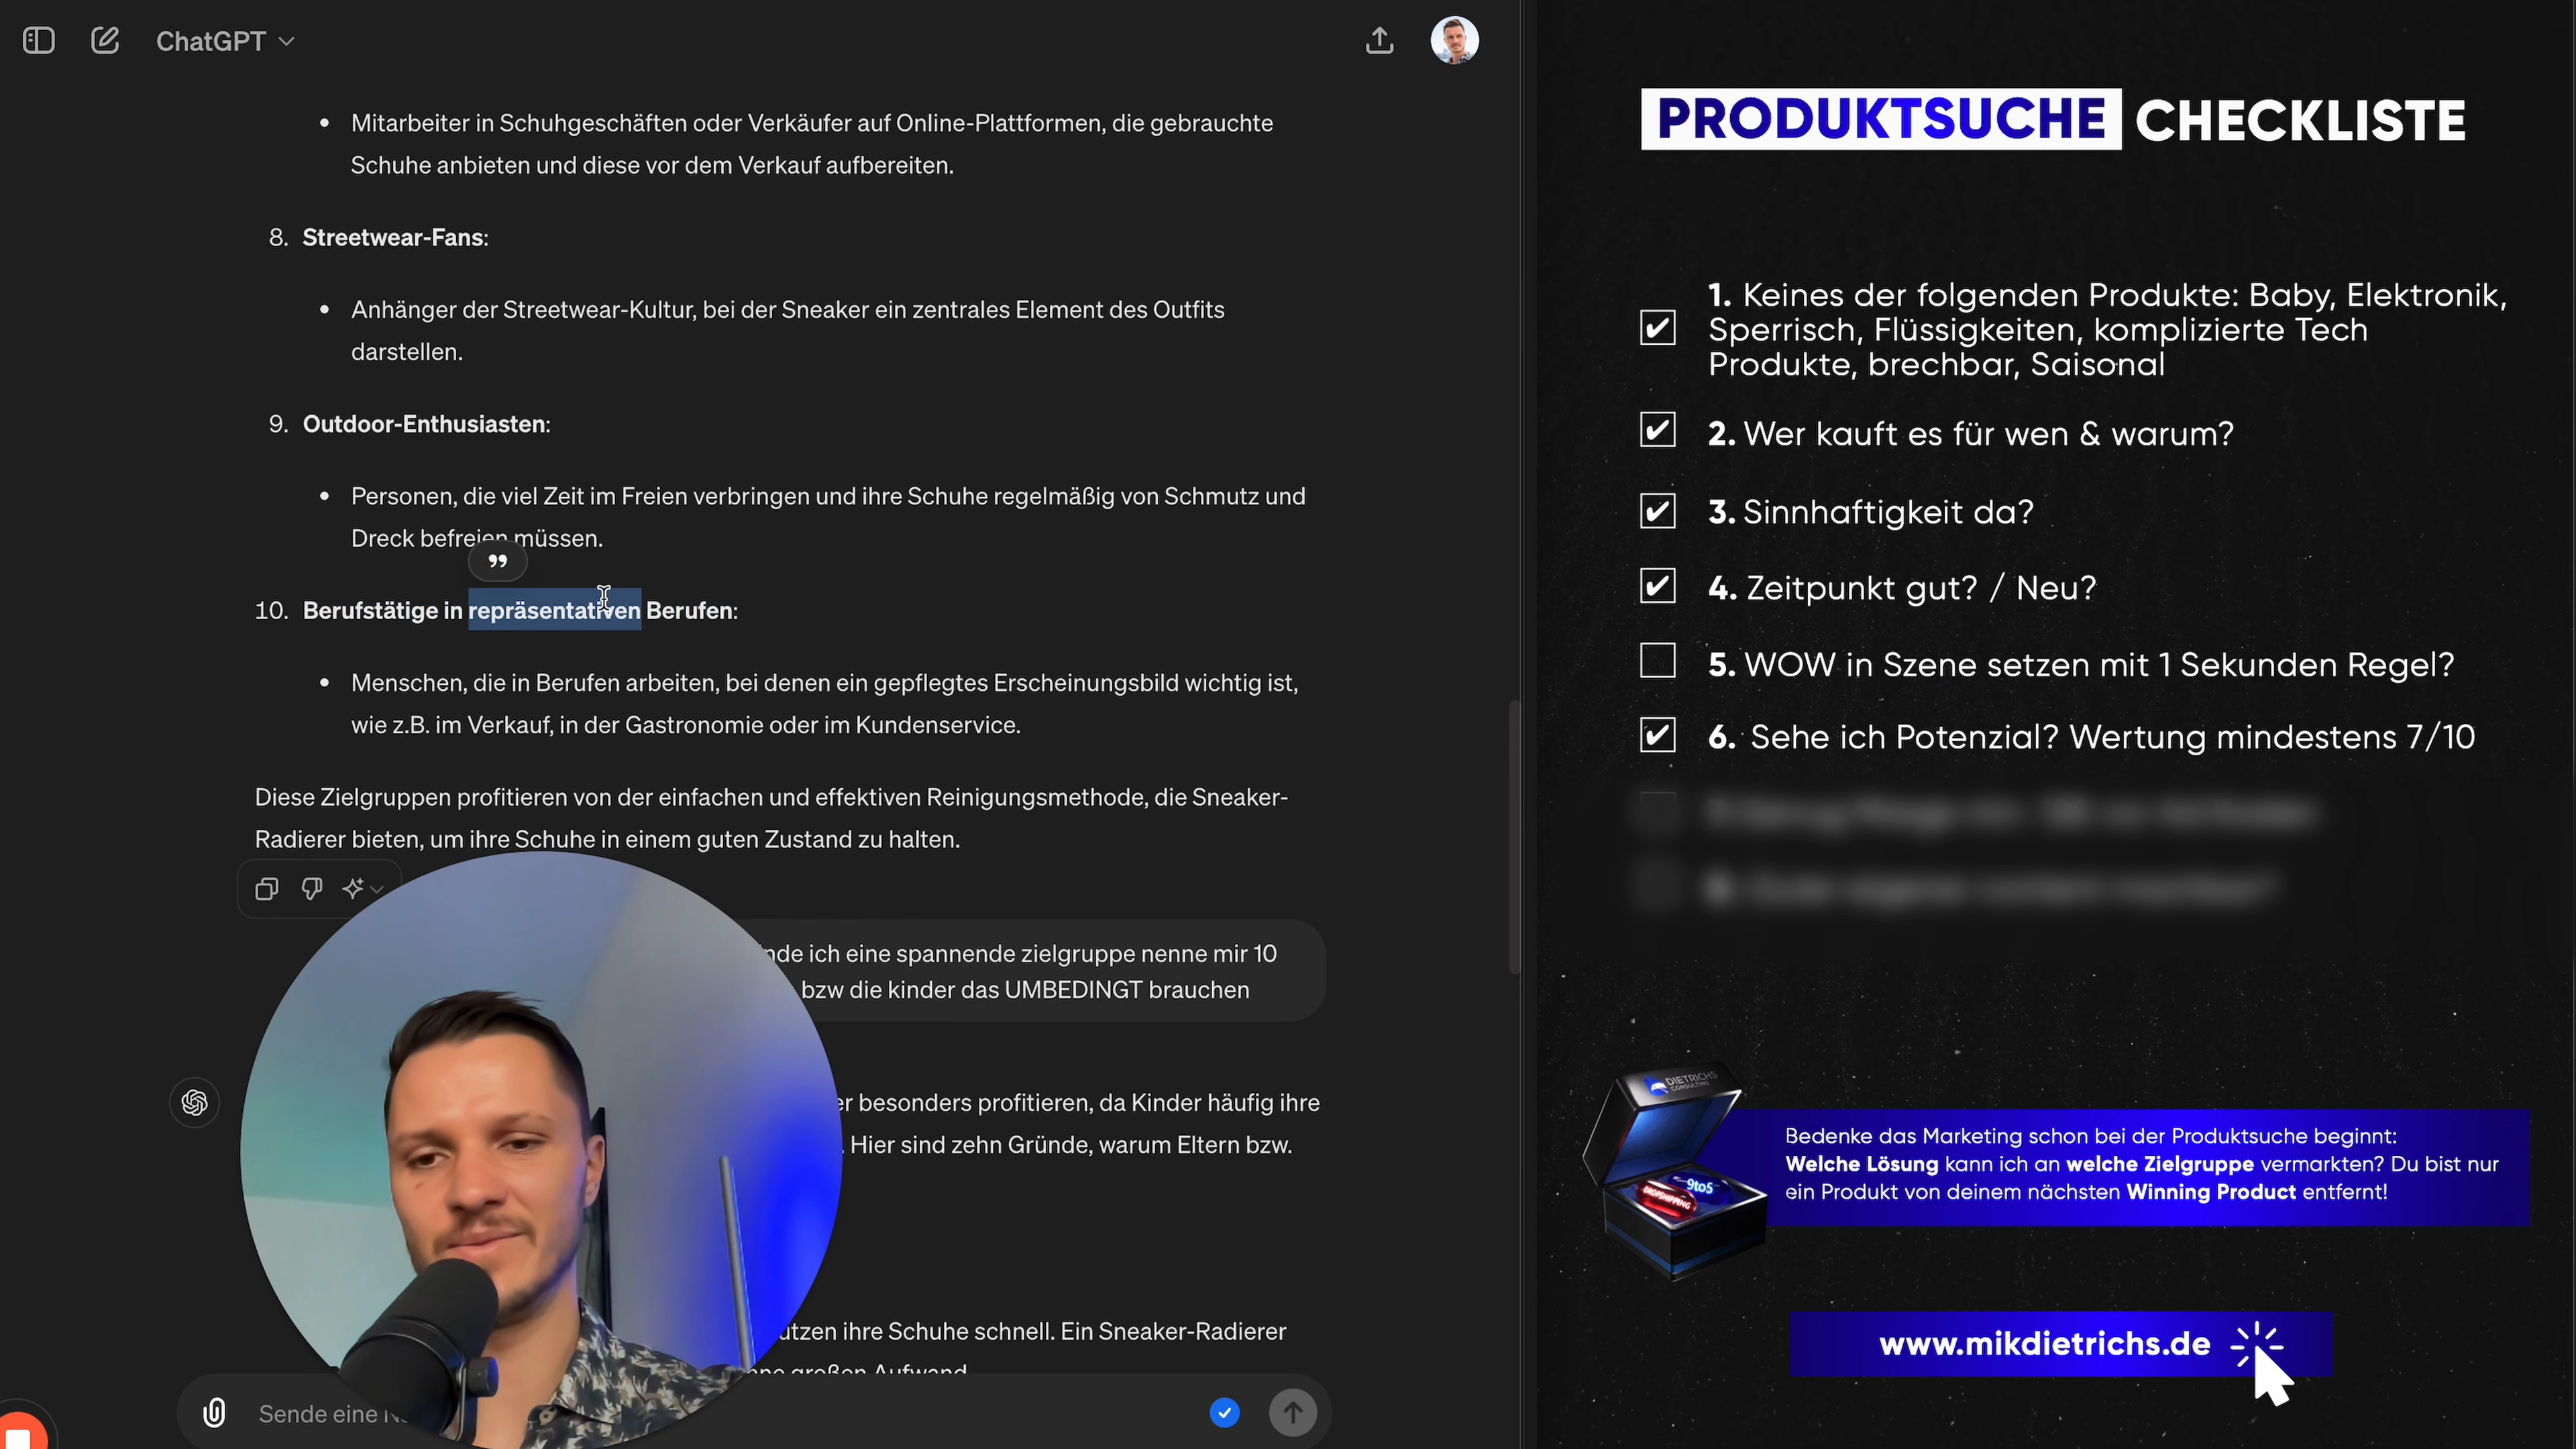 ChatGPT
Mitarbeiter in Schuhgeschäften oder Verkäufer auf Online-Plattformen, die gebrauchte
Schuhe anbieten und diese vor dem Verkauf aufbereiten.
8. Streetwear-Fans:
Anhänger der Streetwear-Kultur, bei der Sneaker ein zentrales Element des Outfits
darstellen.
9. Outdoor-Enthusiasten:
Personen, die viel Zeit im Freien verbringen und ihre Schuhe regelmäßig von Schmutz und
Dreck befreien müssen.
10. Berufstätige in repräsentativen Berufen:
Menschen, die in Berufen arbeiten, bei denen ein gepflegtes Erscheinungsbild wichtig ist,
wie z.B. im Verkauf, in der Gastronomie oder im Kundenservice.
Diese Zielgruppen profitieren von der einfachen und effektiven Reinigungsmethode, die Sneaker-
Radierer bieten, um ihre Schuhe in einem guten Zustand zu halten.
ich eine spannende zielgruppe nenne mir 10
bzw die kinder das UMBEDINGT brauchen
besonders profitieren, da Kinder häufig ihre
Hier sind zehn Gründe, warum Eltern bzw.
ihre Schuhe schnell. Ein Sneaker-Radierer
großen Aufwand
Sende eine
PRODUKTSUCHE CHECKLISTE
1. Keines der folgenden Produkte: Baby, Elektronik,
Sperrisch, Flüssigkeiten, komplizierte Tech
Produkte, brechbar, Saisonal
2. Wer kauft es für wen & warum?
3. Sinnhaftigkeit da?
4. Zeitpunkt gut? / Neu?
5. WOW in Szene setzen mit 1 Sekunden Regel?
6. Sehe ich Potenzial? Wertung mindestens 7/10
DIETRICHS
CONSULTING
9to5
DROPSHIPPING
Bedenke das Marketing schon bei der Produktsuche beginnt:
Welche Lösung kann ich an welche Zielgruppe vermarkten? Du bist nur
ein Produkt von deinem nächsten Winning Product entfernt!
www.mikdietrichs.de